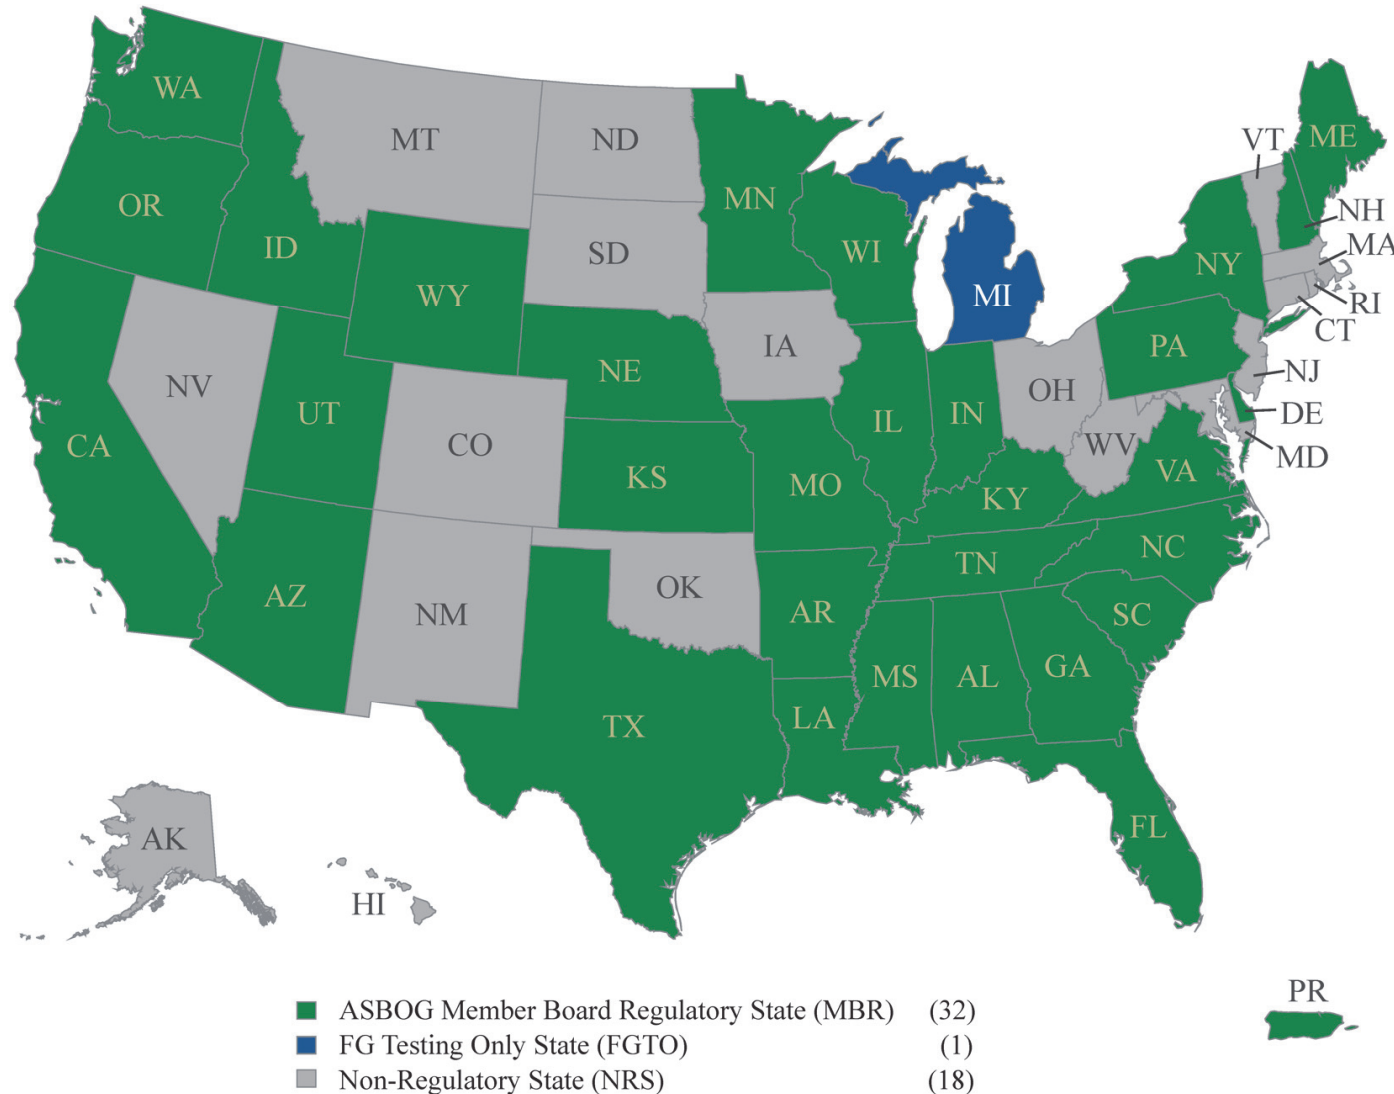 WA
MT
ND
VT
ME
OR
MN
NH
ID
SD
WI
NY
MA
WY
MI
RI
CT
IA
PA
NE
NV
OH
NJ
UT
IL
IN
DE
CA
CO
WV
MD
KS
MO
VA
KY
NC
TN
AZ
OK
NM
AR
SC
MS
AL
GA
LA
TX
FL
AK
HI
PR
ASBOG Member Board Regulatory State (MBR) (32)
FG Testing Only State (FGTO) (1)
Non-Regulatory State (NRS) (18)